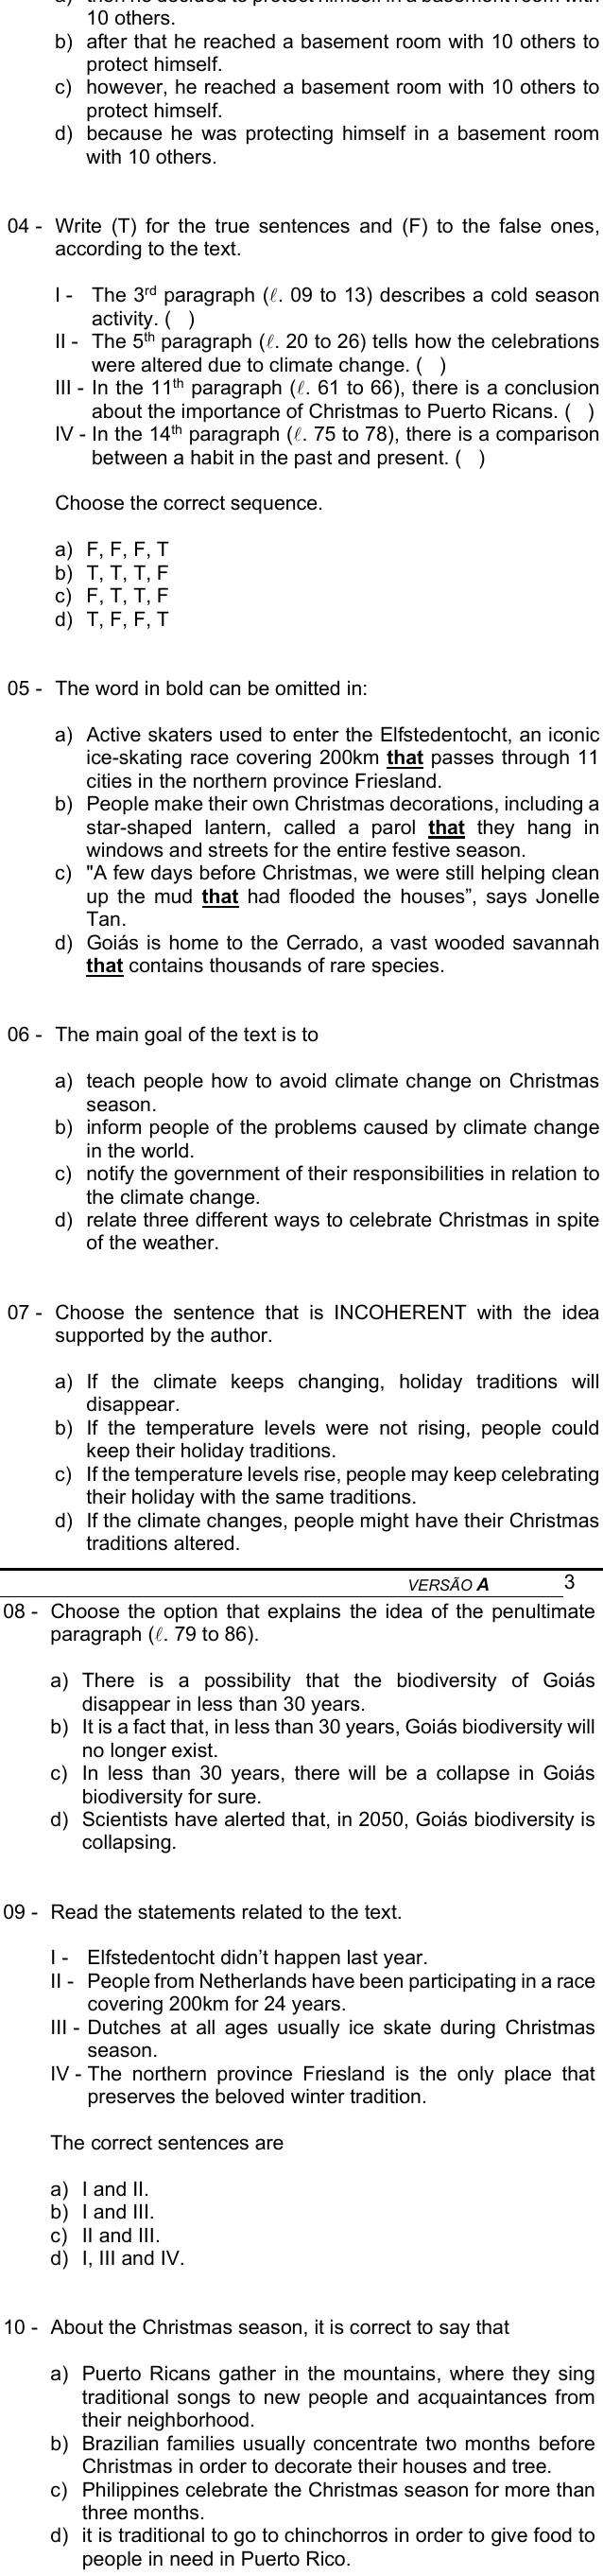 a) then he decided to protect himself in a basement room with
10 others.
b) after that he reached a basement room with 10 others to
protect himself.
c) however, he reached a basement room with 10 others to
protect himself.
d) because he was protecting himself in a basement room
with 10 others.
04 - Write (T) for the true sentences and (F) to the false ones,
according to the text.
I - The 3rd paragraph (ℓ. 09 to 13) describes a cold season
activity. ( )
II - The 5th paragraph (ℓ. 20 to 26) tells how the celebrations
were altered due to climate change. ( )
III - In the 11th paragraph (ℓ. 61 to 66), there is a conclusion
about the importance of Christmas to Puerto Ricans. ( )
IV - In the 14th paragraph (ℓ. 75 to 78), there is a comparison
between a habit in the past and present. ( )
Choose the correct sequence.
a) F, F, F, T
b) T, T, T, F
c) F, T, T, F
d) T, F, F, T
05 - The word in bold can be omitted in:
a) Active skaters used to enter the Elfstedentocht, an iconic
ice-skating race covering 200km that passes through 11
cities in the northern province Friesland.
b) People make their own Christmas decorations, including a
star-shaped lantern, called a parol that they hang in
windows and streets for the entire festive season.
c) "A few days before Christmas, we were still helping clean
up the mud that had flooded the houses”, says Jonelle
Tan.
d) Goiás is home to the Cerrado, a vast wooded savannah
that contains thousands of rare species.
06 - The main goal of the text is to
a) teach people how to avoid climate change on Christmas
season.
b) inform people of the problems caused by climate change
in the world.
c) notify the government of their responsibilities in relation to
the climate change.
d) relate three different ways to celebrate Christmas in spite
of the weather.
07 - Choose the sentence that is INCOHERENT with the idea
supported by the author.
a) If the climate keeps changing, holiday traditions will
disappear.
b) If the temperature levels were not rising, people could
keep their holiday traditions.
c) If the temperature levels rise, people may keep celebrating
their holiday with the same traditions.
d) If the climate changes, people might have their Christmas
traditions altered.
VERSÃO A 3
08 - Choose the option that explains the idea of the penultimate
paragraph (ℓ. 79 to 86).
a) There is a possibility that the biodiversity of Goiás
disappear in less than 30 years.
b) It is a fact that, in less than 30 years, Goiás biodiversity will
no longer exist.
c) In less than 30 years, there will be a collapse in Goiás
biodiversity for sure.
d) Scientists have alerted that, in 2050, Goiás biodiversity is
collapsing.
09 - Read the statements related to the text.
I - Elfstedentocht didn’t happen last year.
II - People from Netherlands have been participating in a race
covering 200km for 24 years.
III - Dutches at all ages usually ice skate during Christmas
season.
IV - The northern province Friesland is the only place that
preserves the beloved winter tradition.
The correct sentences are
a) I and II.
b) I and III.
c) II and III.
d) I, III and IV.
10 - About the Christmas season, it is correct to say that
a) Puerto Ricans gather in the mountains, where they sing
traditional songs to new people and acquaintances from
their neighborhood.
b) Brazilian families usually concentrate two months before
Christmas in order to decorate their houses and tree.
c) Philippines celebrate the Christmas season for more than
three months.
d) it is traditional to go to chinchorros in order to give food to
people in need in Puerto Rico.